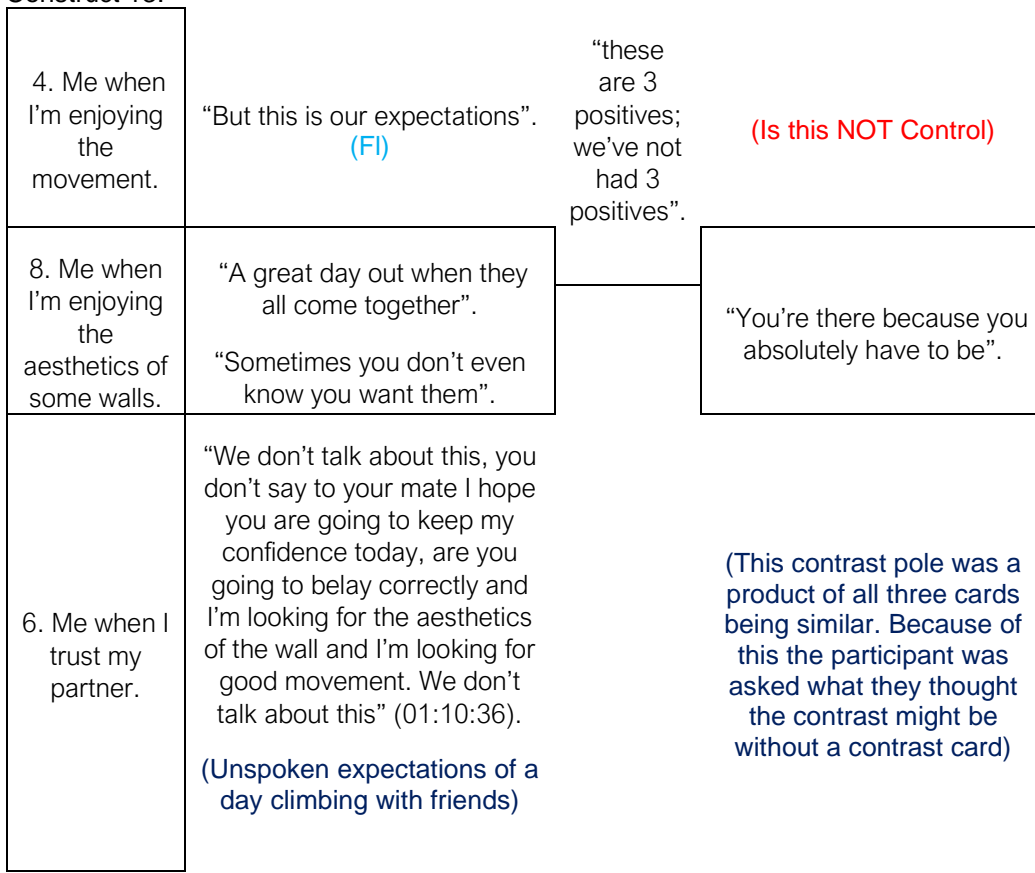 Construct
4. Me when
I'm enjoying
the
movement.
“But this is our expectations”.
(FI)
“these
are 3
positives;
we’ve not
had 3
positives”.
(Is this NOT Control)
8. Me when
I’m enjoying
the
aesthetics of
some walls.
“A great day out when they
all come together”.
“Sometimes you don’t even
know you want them”.
“You’re there because you
absolutely have to be”.
6. Me when I
trust my
partner.
“We don’t talk about this, you
don’t say to your mate I hope
you are going to keep my
confidence today, are you
going to belay correctly and
I’m looking for the aesthetics
of the wall and I’m looking for
good movement. We don’t
talk about this” (01:10:36).
(Unspoken expectations of a
day climbing with friends)
(This contrast pole was a
product of all three cards
being similar. Because of
this the participant was
asked what they thought
the contrast might be
without a contrast card)